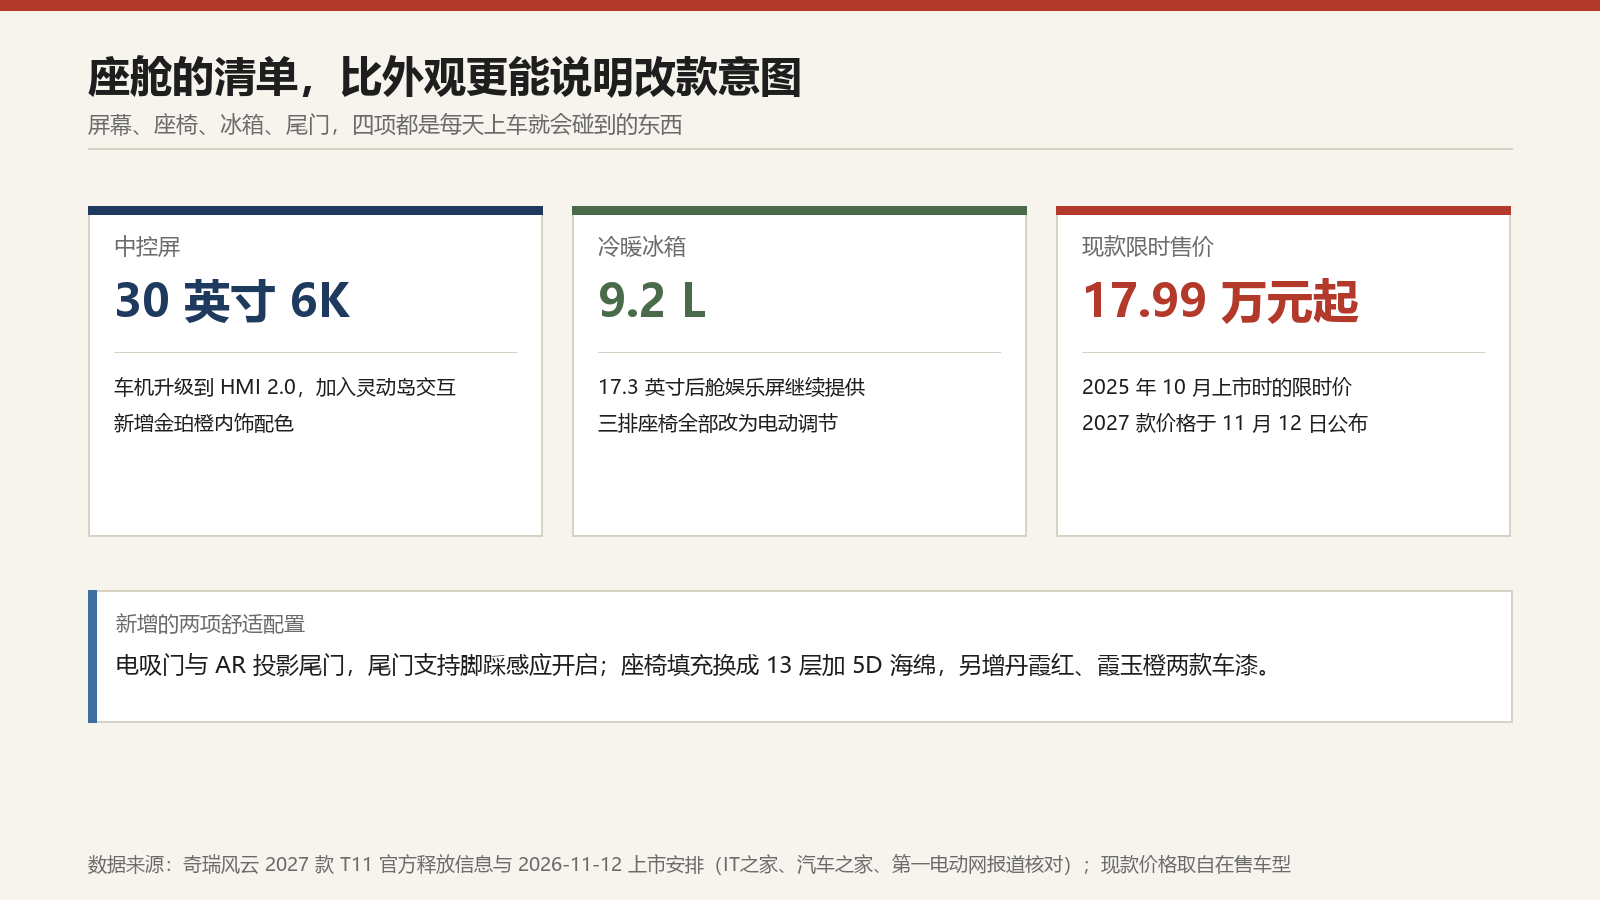 座舱的清单，比外观更能说明改款意图
屏幕、座椅、冰箱、尾门，四项都是每天上车就会碰到的东西
中控屏
30 英寸 6K
车机升级到 HMI 2.0，加入灵动岛交互
新增金珀橙内饰配色
冷暖冰箱
9.2 L
17.3 英寸后舱娱乐屏继续提供
三排座椅全部改为电动调节
现款限时售价
17.99 万元起
2025 年 10 月上市时的限时价
2027 款价格于 11 月 12 日公布
新增的两项舒适配置
电吸门与 AR 投影尾门，尾门支持脚踩感应开启；座椅填充换成 13 层加 5D 海绵，另增丹霞红、霞玉橙两款车漆。
数据来源：奇瑞风云 2027 款 T11 官方释放信息与 2026-11-12 上市安排（IT之家、汽车之家、第一电动网报道核对）；现款价格取自在售车型